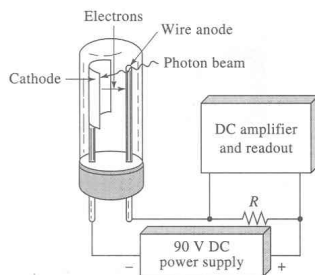 Electrons
Wire anode
Photon beam
Cathode
DC amplifier
and readout
R
90 V DC
power supply
−
+